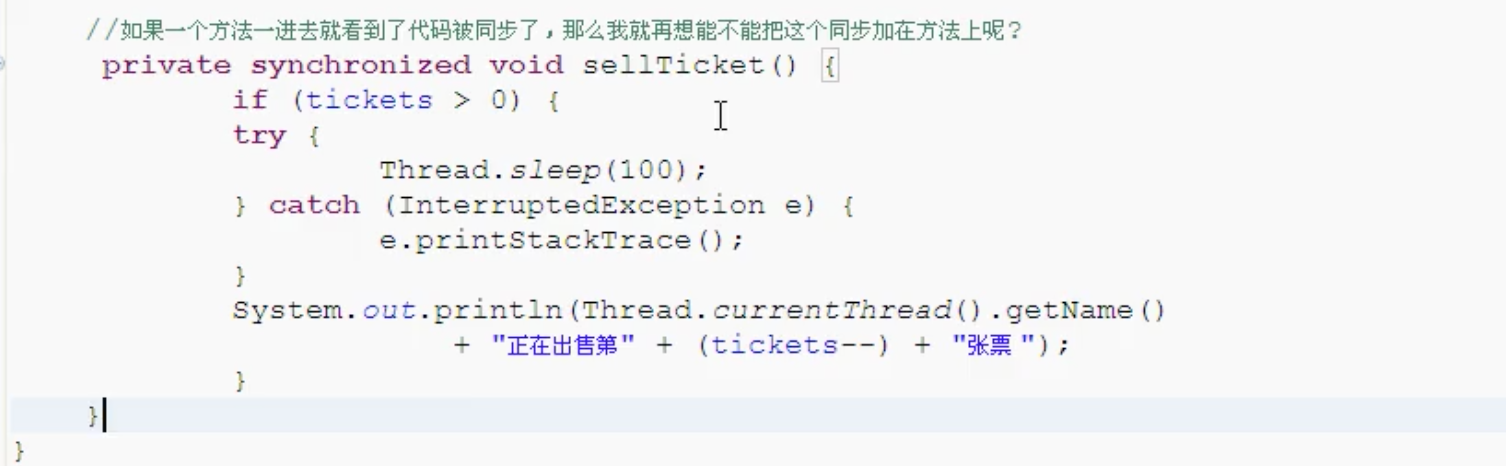 //如果一个方法一进去就看到了代码被同步了，那么我就再想能不能把这个同步加在方法上呢？
private synchronized void sellTicket() {
if (tickets > 0) {
try {
Thread.sleep(100);
} catch (InterruptedException e) {
e.printStackTrace();
}
System.out.println(Thread.currentThread().getName()
+ "正在出售第" + (tickets--) + "张票 ");
}
}
}